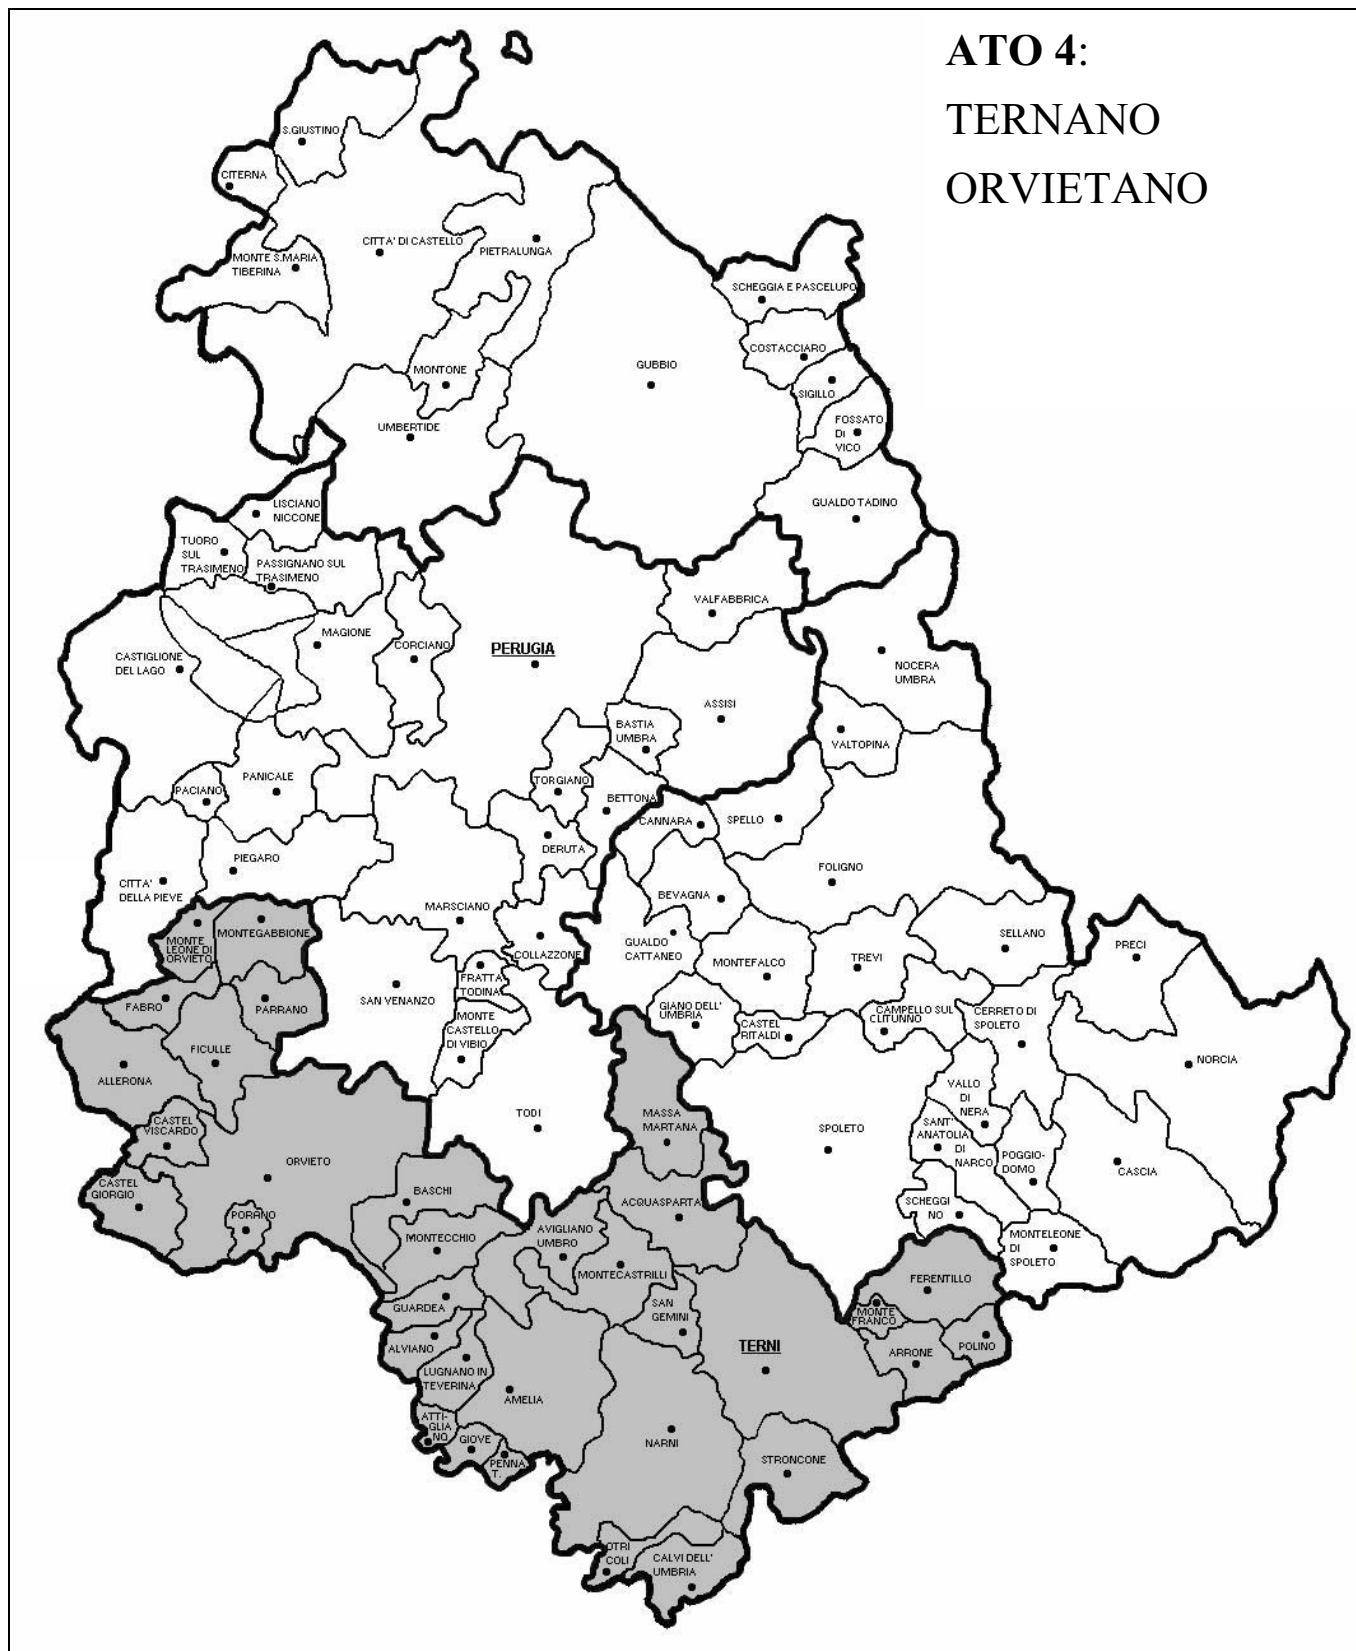 ATO 4:
TERNANO
ORVIETANO
S.GIUSTINO
CITERNA
CITTA' DI CASTELLO
PIETRALUNGA
MONTE S.MARIA
TIBERINA
SCHEGGIA E PASCELUPO
COSTACCIARO
MONTONE
GUBBIO
SIGILLO
UMBERTIDE
FOSSATO
DI
VICO
LISCIANO
NICCONE
GUALDO TADINO
TUORO
SUL
TRASIMENO
PASSIGNANO SUL
TRASIMENO
VALFABBRICA
MAGIONE
CORCIANO
PERUGIA
CASTIGLIONE
DEL LAGO
NOCERA
UMBRA
ASSISI
BASTIA
UMBRA
VALTOPINA
PANICALE
PACIANO
TORGIANO
BETTONA
CANNARA
SPELLO
DERUTA
PIEGARO
FOLIGNO
CITTA'
DELLA PIEVE
BEVAGNA
MARSCIANO
MONTEGABBIONE
MONTE
LEONE DI
ORVIETO
GUALDO
CATTANEO
SELLANO
PRECI
COLLAZZONE
MONTEFALCO
TREVI
FRATTA
TODINA
SAN VENANZO
FABRO
PARRANO
GIANO DELL'
UMBRIA
CASTEL
RITALDI
CAMPELLO SUL
CLITUNNO
CERRETO DI
SPOLETO
MONTE
CASTELLO
DI VIBIO
FICULLE
ALLERONA
NORCIA
VALLO
DI
NERA
CASTEL
VISCARDO
TODI
MASSA
MARTANA
SPOLETO
SANT'
ANATOLIA
DI
NARCO
POGGIO-
DOMO
CASCIA
ORVIETO
CASTEL
GIORGIO
BASCHI
ACQUASPARTA
SCHEGGI
NO
PORANO
AVIGLIANO
UMBRO
MONTECCHIO
MONTELEONE
DI
SPOLETO
MONTECASTRILLI
FERENTILLO
GUARDEA
SAN
GEMINI
MONTE
FRANCO
ALVIANO
TERNI
POLINO
ARRONE
LUGNANO IN
TEVERINA
AMELIA
ATTI-
GLIA
NO
GIOVE
NARNI
PENNA
T.
STRONCONE
OTRI
COLI
CALVI DELL'
UMBRIA